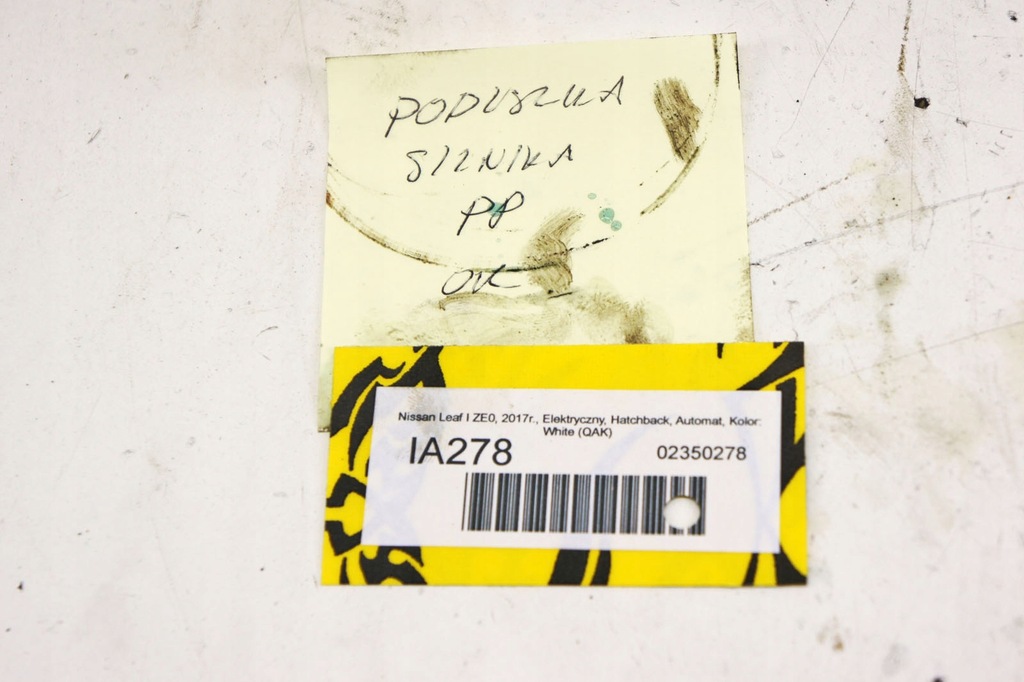 PODUSZKA
SILNIKA
PP
OK
Nissan Leaf I ZE0, 2017r., Elektryczny, Hatchback, Automat, Kolor:
White (QAK)
IA278
02350278